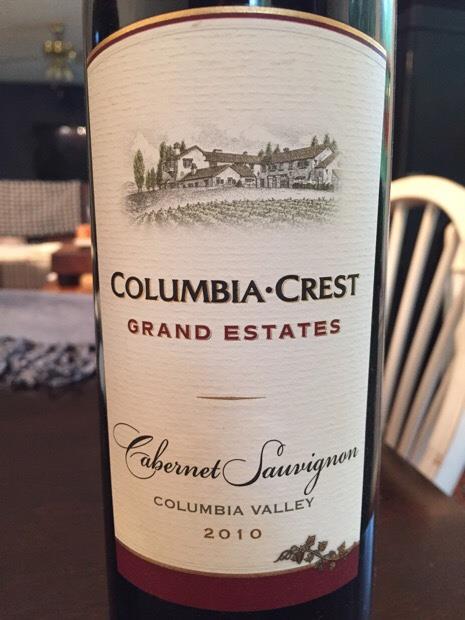 COLUMBIA·CREST
GRAND ESTATES
Cabernet Sauvignon
COLUMBIA VALLEY
2010